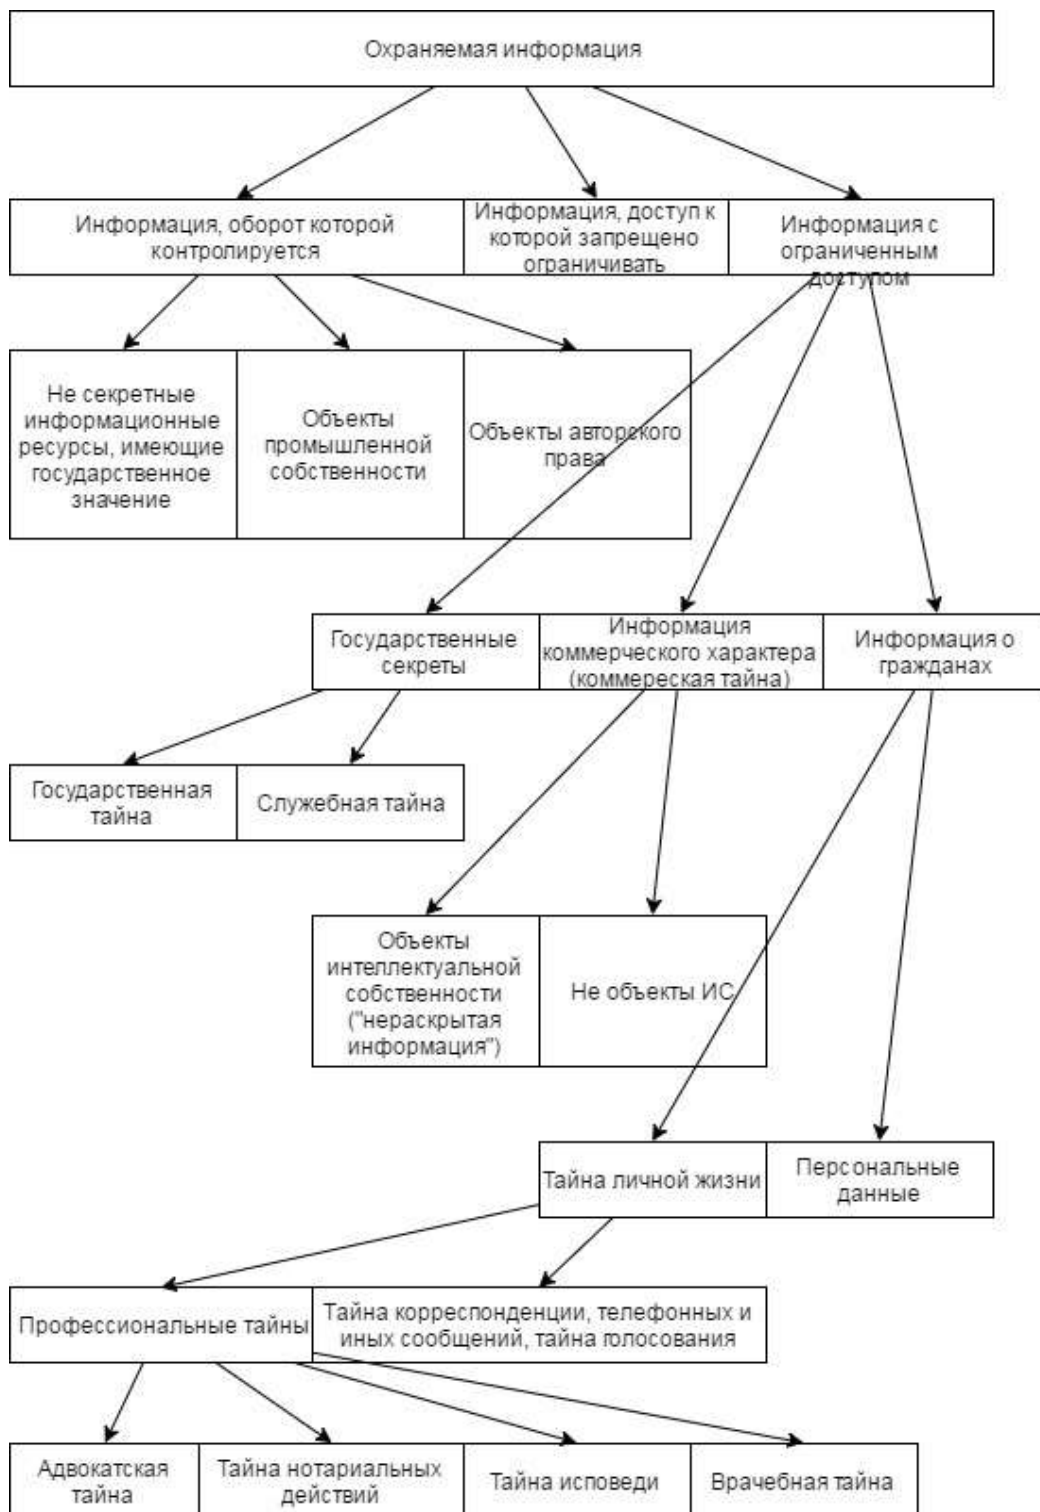 Охраняемая информация
Информация, оборот которой
контролируется
Информация, доступ к
которой запрещено
ограничивать
Информация с
ограниченным
доступом
Не секретные
информационные
ресурсы, имеющие
государственное
значение
Объекты
промышленной
собственности
Объекты авторского
права
Государственные
секреты
Информация
коммерческого характера
(коммереская тайна)
Информация о
гражданах
Государственная
тайна
Служебная тайна
Объекты
интеллектуальной
собственности
("нераскрытая
информация")
Не объекты ИС
Тайна личной жизни
Персональные
данные
Профессиональные тайны
Тайна корреспонденции, телефонных и
иных сообщений, тайна голосования
Адвокатская
тайна
Тайна нотариальных
действий
Тайна исповеди
Врачебная тайна